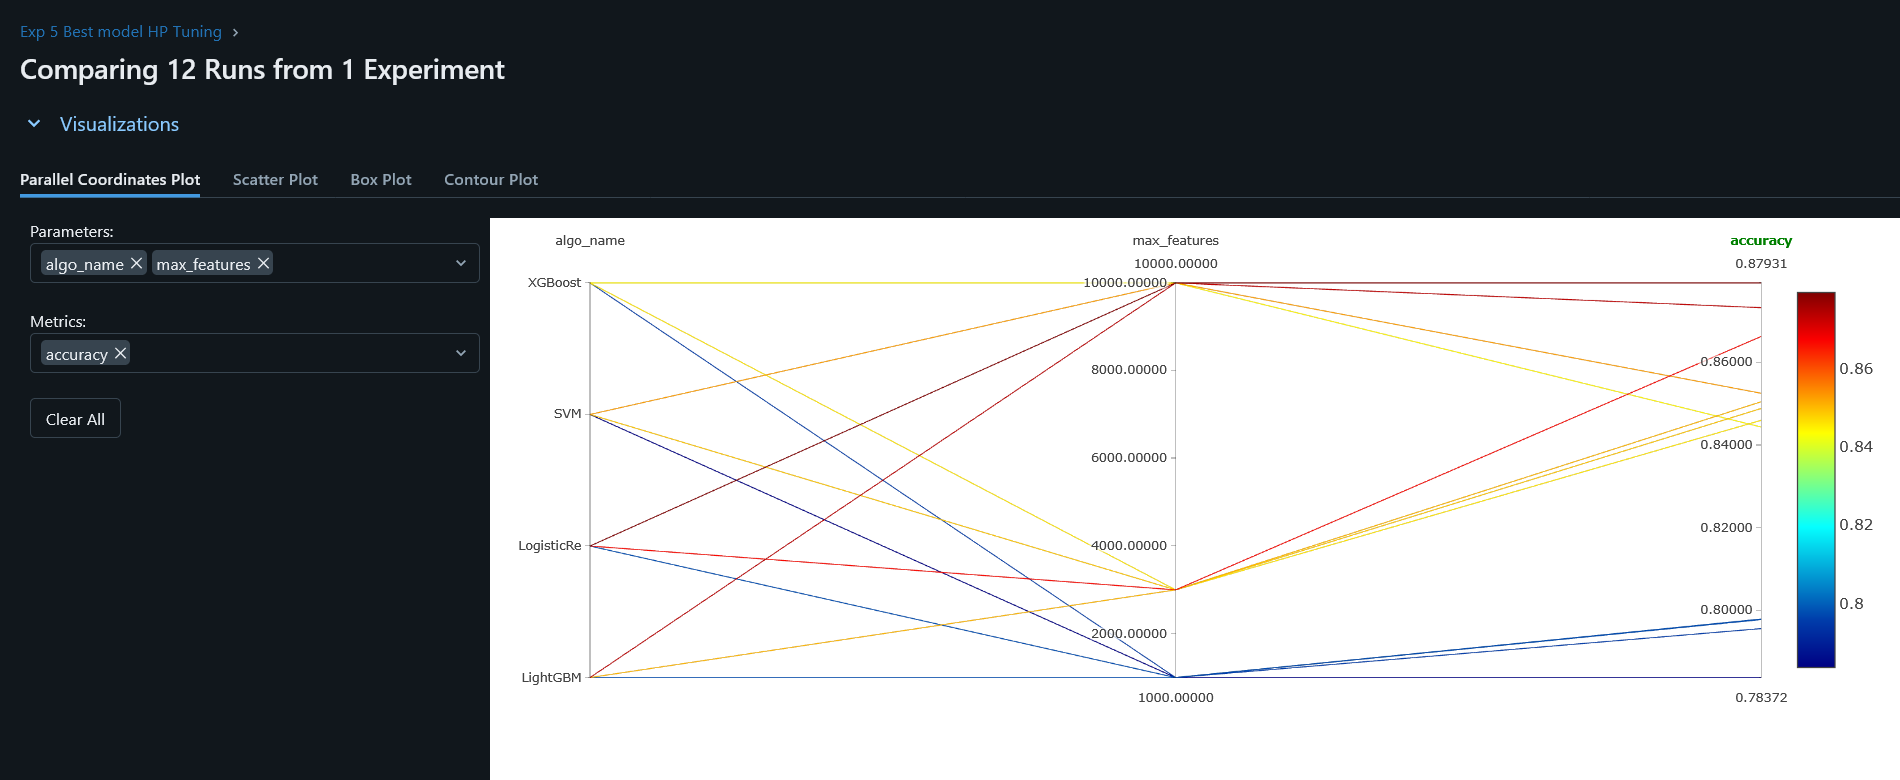 Exp 5 Best model HP Tuning
Comparing 12 Runs from 1 Experiment
Visualizations
Parallel Coordinates Plot Scatter Plot Box Plot Contour Plot
Parameters:
algo_name max_features
Metrics:
accuracy
Clear All
algo_name max_features accuracy
10000.00000 0.87931
XGBoost 10000.00000
8000.00000 0.86000 0.86
SVM
6000.00000 0.84000 0.84
LogisticRe 4000.00000 0.82000 0.82
2000.00000 0.80000 0.8
LightGBM
1000.00000 0.78372